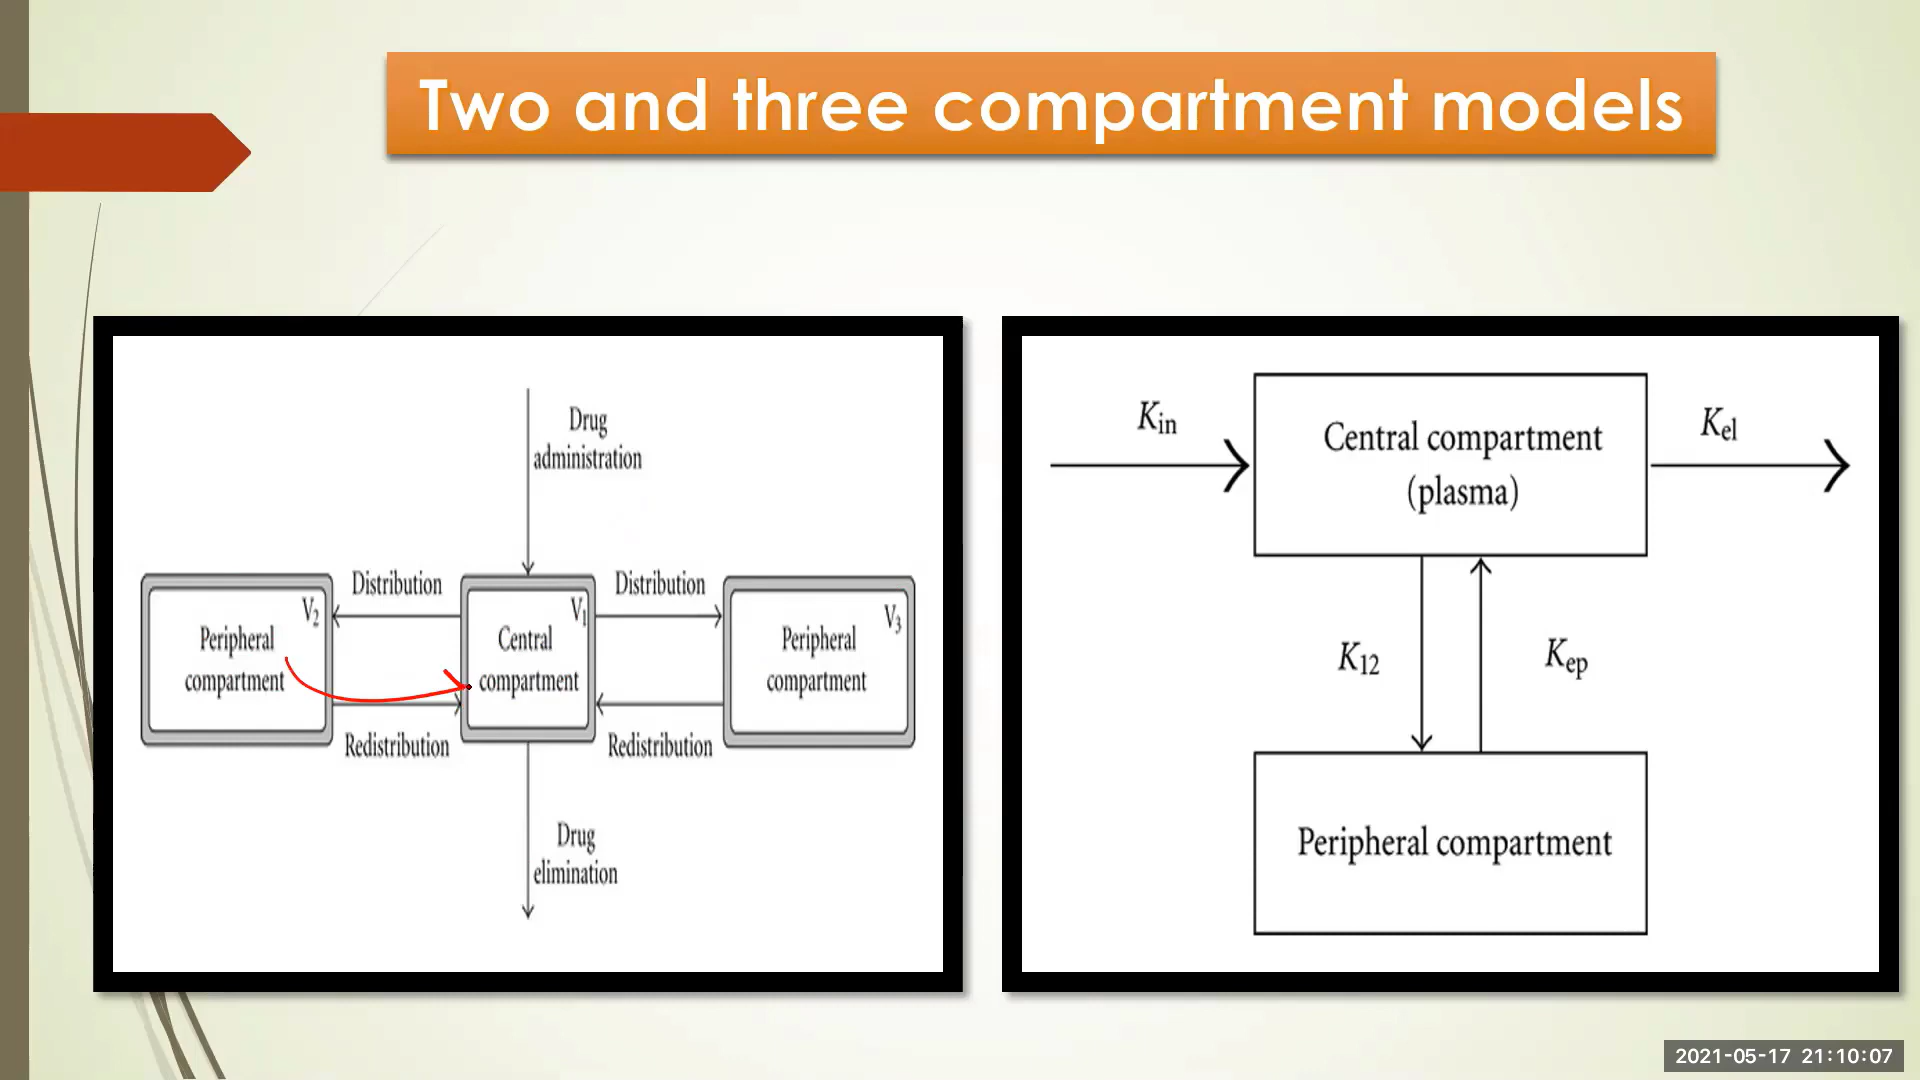 Two and three compartment models
Drug
administration
Distribution
Distribution
V2
V1
V3
Peripheral
compartment
Central
compartment
Peripheral
compartment
Redistribution
Redistribution
Drug
elimination
Kin
Kel
Central compartment
(plasma)
K12
Kep
Peripheral compartment
2021-05-17 21:10:07